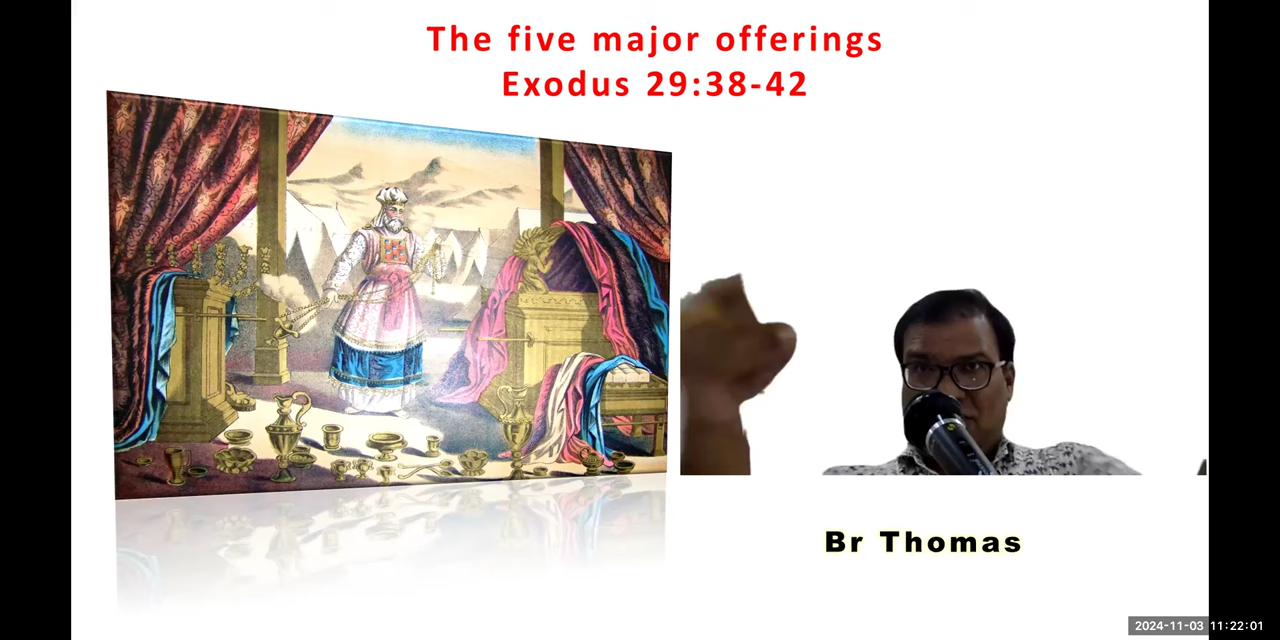 The five major offerings
Exodus 29:38-42
Br Thomas
2024-11-03 11:22:01